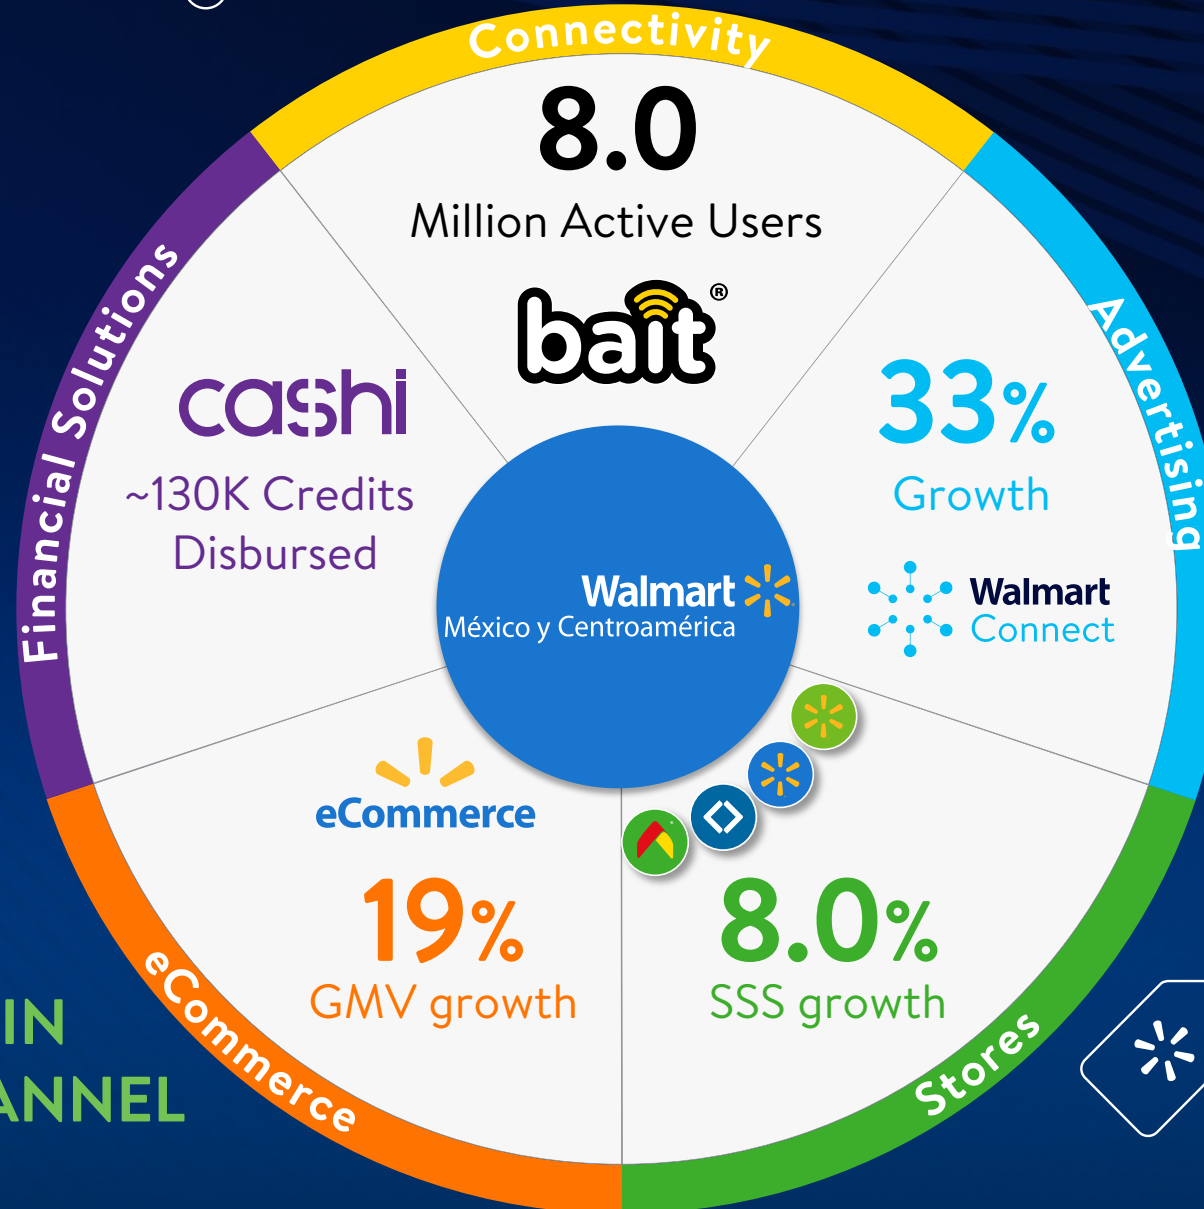 Connectivity
8.0
Million Active Users
bait®
Advertising
33%
Growth
Walmart
Connect
Financial Solutions
cashi
~130K Credits
Disbursed
Walmart
México y Centroamérica
eCommerce
19%
GMV growth
eCommerce
8.0%
SSS growth
Stores
IN
ANNEL